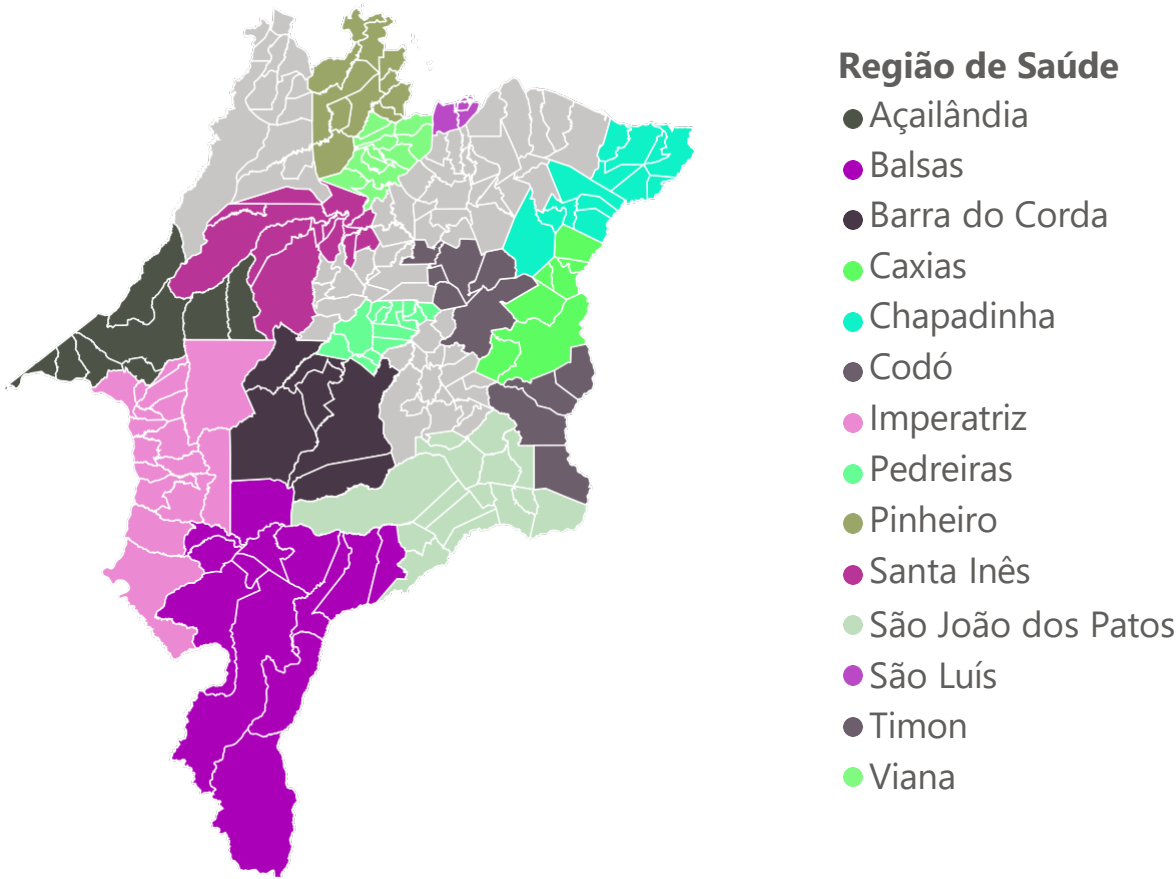 Região de Saúde
Açailândia
Balsas
Barra do Corda
Caxias
Chapadinha
Codó
Imperatriz
Pedreiras
Pinheiro
Santa Inês
São João dos Patos
São Luís
Timon
Viana